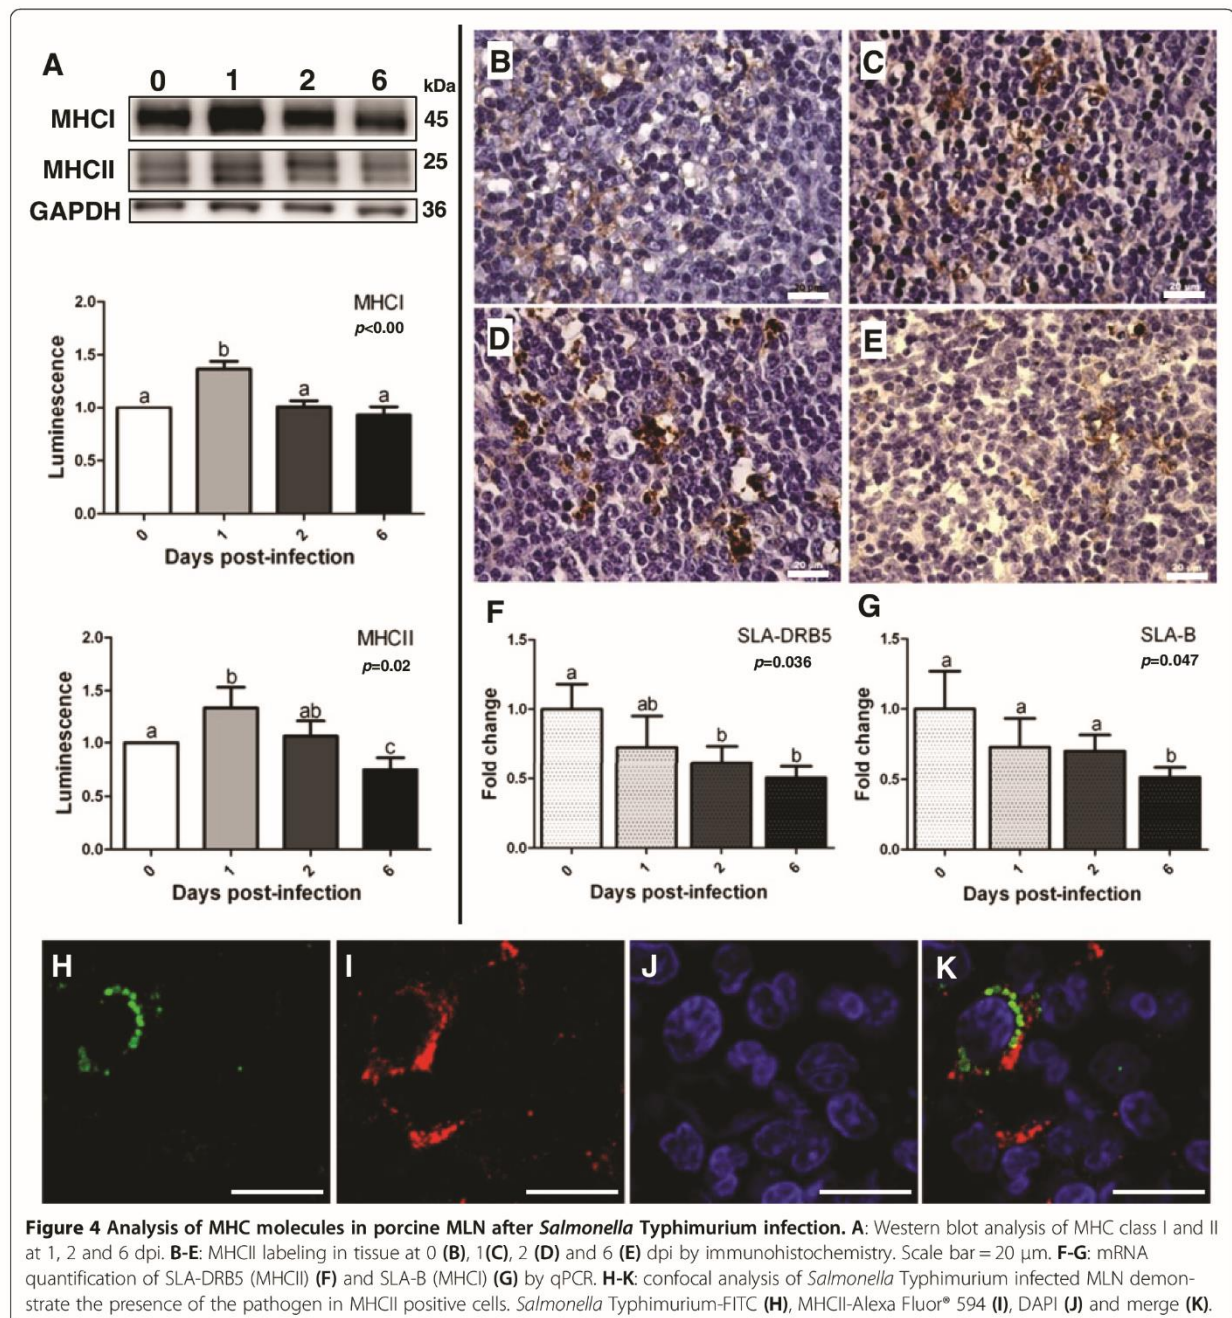 A
0 1 2 6 kDa
MHCI 45
MHCII 25
GAPDH 36
MHCI
p<0.00
2.0
1.5
1.0
0.5
0.0
Luminescence
a b a a
0 1 2 6
Days post-infection
MHCII
p=0.02
2.0
1.5
1.0
0.5
0.0
Luminescence
a b ab c
0 1 2 6
Days post-infection
B
20 µm
C
20 µm
D
20 µm
E
20 µm
F
SLA-DRB5
p=0.036
1.5
1.0
0.5
0.0
Fold change
a ab b b
0 1 2 6
Days post-infection
G
SLA-B
p=0.047
1.5
1.0
0.5
0.0
Fold change
a a a b
0 1 2 6
Days post-infection
H I J K
Figure 4 Analysis of MHC molecules in porcine MLN after Salmonella Typhimurium infection. A: Western blot analysis of MHC class I and II
at 1, 2 and 6 dpi. B-E: MHCII labeling in tissue at 0 (B), 1(C), 2 (D) and 6 (E) dpi by immunohistochemistry. Scale bar = 20 µm. F-G: mRNA
quantification of SLA-DRB5 (MHCII) (F) and SLA-B (MHCI) (G) by qPCR. H-K: confocal analysis of Salmonella Typhimurium infected MLN demon-
strate the presence of the pathogen in MHCII positive cells. Salmonella Typhimurium-FITC (H), MHCII-Alexa Fluor® 594 (I), DAPI (J) and merge (K).